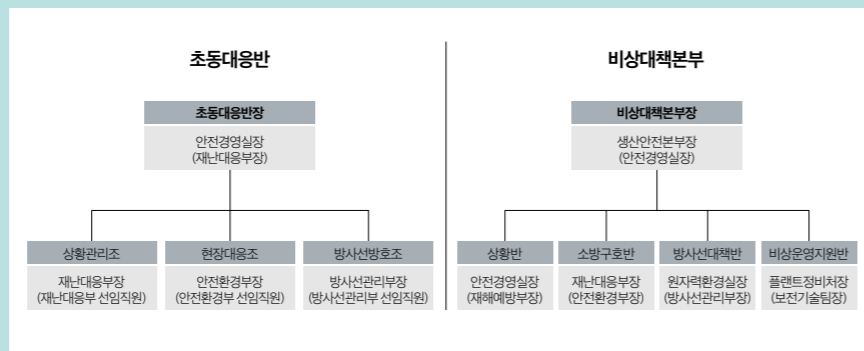 초동대응반
초동대응반장
안전경영실장
(재난대응부장)
상황관리조
재난대응부장
(재난대응부 선임직원)
현장대응조
안전환경부장
(안전환경부 선임직원)
방사선방호조
방사선관리부장
(방사선관리부 선임직원)
비상대책본부
비상대책본부장
생산안전본부장
(안전경영실장)
상황반
안전경영실장
(재해예방부장)
소방구호반
재난대응부장
(안전환경부장)
방사선대책반
원자력환경실장
(방사선관리부장)
비상운영지원반
플랜트정비처장
(보전기술팀장)